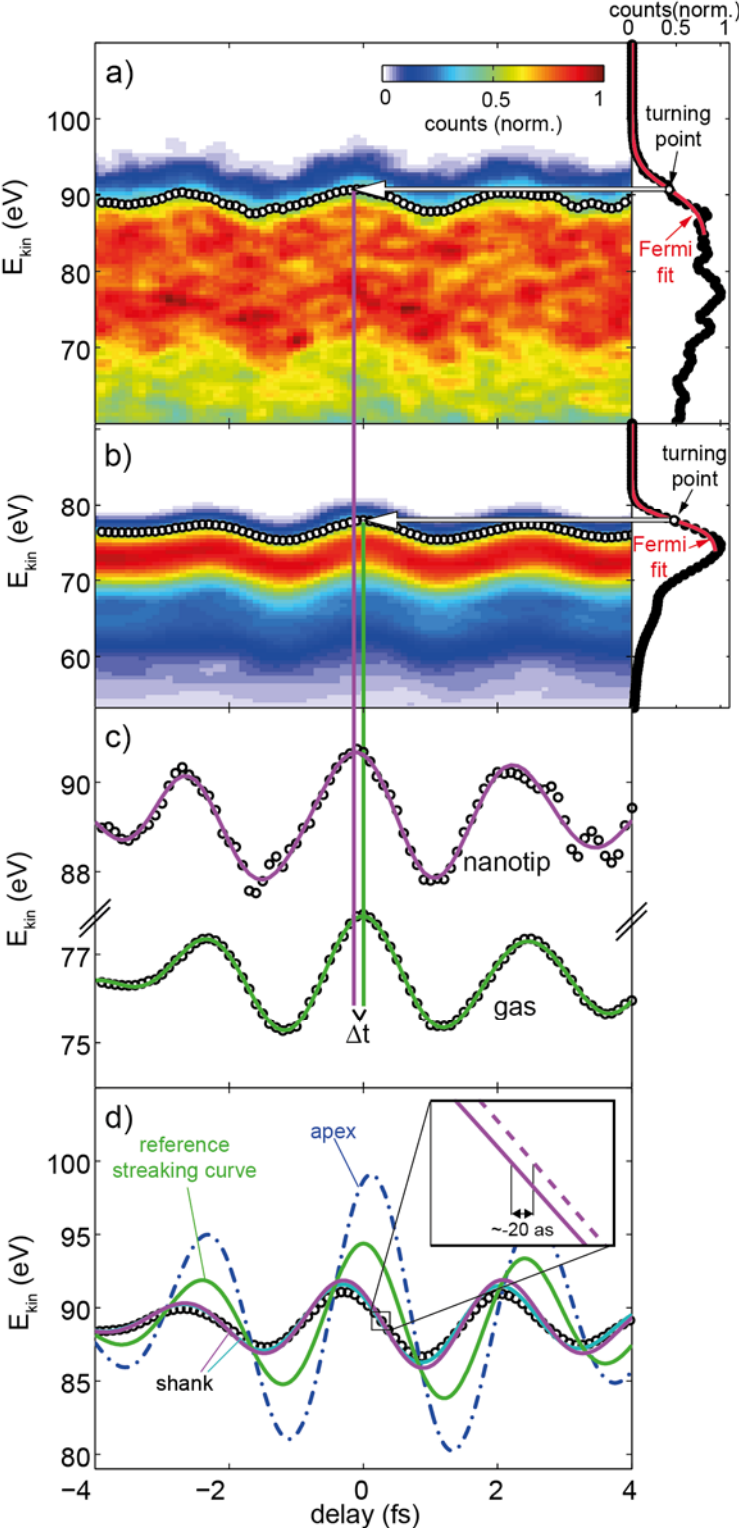 counts(norm.)
0 0.5 1
a)
0 0.5 1
counts (norm.)
turning
point
100
90
80
70
E_kin (eV)
Fermi
fit
b)
turning
point
80
70
60
E_kin (eV)
Fermi
fit
c)
90
88
77
75
E_kin (eV)
nanotip
gas
Δt
d)
reference
streaking curve
apex
~-20 as
shank
100
95
90
85
80
E_kin (eV)
−4 −2 0 2 4
delay (fs)